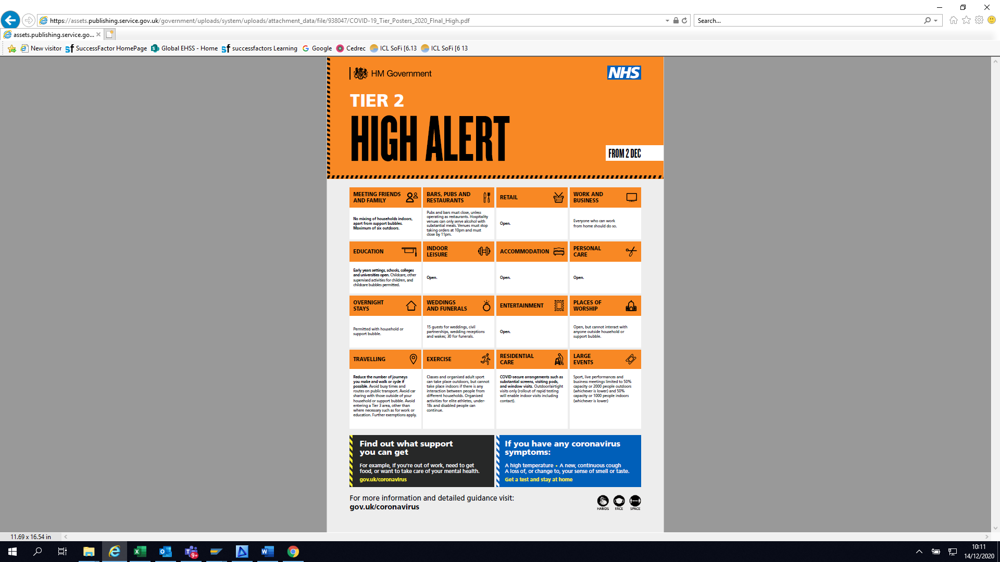 https://assets.publishing.service.gov.uk/government/uploads/system/uploads/attachment_data/file/938047/COVID-19_Tier_Posters_2020_FInal_High.pdf
Search...
assets.publishing.service.go...
New visitor
SuccessFactor HomePage
Global EHSS - Home
successfactors Learning
Google
Cedrec
ICL SoFi [6.13
ICL SoFi [6 13
HM Government
NHS
TIER 2
HIGH ALERT
FROM 2 DEC
MEETING FRIENDS
AND FAMILY
No mixing of households indoors,
apart from support bubbles.
Maximum of six outdoors.
BARS, PUBS AND
RESTAURANTS
Pubs and bars must close, unless
operating as restaurants. Hospitality
venues can only serve alcohol with
substantial meals. Venues must stop
taking orders at 10pm and must
close by 11pm.
RETAIL
Open.
WORK AND
BUSINESS
Everyone who can work
from home should do so.
EDUCATION
Early years settings, schools, colleges
and universities open. Childcare, other
supervised activities for children, and
childcare bubbles permitted.
INDOOR
LEISURE
Open.
ACCOMMODATION
Open.
PERSONAL
CARE
Open.
OVERNIGHT
STAYS
Permitted with household or
support bubble.
WEDDINGS
AND FUNERALS
15 guests for weddings, civil
partnerships, wedding receptions
and wakes; 30 for funerals.
ENTERTAINMENT
Open.
PLACES OF
WORSHIP
Open, but cannot interact with
anyone outside household or
support bubble.
TRAVELLING
Reduce the number of journeys
you make and walk or cycle if
possible. Avoid busy times and
routes on public transport. Avoid car
sharing with those outside of your
household or support bubble. Avoid
entering a Tier 3 area, other than
where necessary such as for work or
education. Further exemptions apply.
EXERCISE
Classes and organised adult sport
can take place outdoors, but cannot
take place indoors if there is any
interaction between people from
different households. Organised
activities for elite athletes, under-
18s and disabled people can
continue.
RESIDENTIAL
CARE
COVID-secure arrangements such as
substantial screens, visiting pods,
and window visits. Outdoor/airtight
visits only (rollout of rapid testing
will enable indoor visits including
contact).
LARGE
EVENTS
Sport, live performances and
business meetings limited to 50%
capacity or 2000 people outdoors
(whichever is lower) and 50%
capacity or 1000 people indoors
(whichever is lower)
Find out what support
you can get
For example, if you're out of work, need to get
food, or want to take care of your mental health.
gov.uk/coronavirus
If you have any coronavirus
symptoms:
A high temperature • A new, continuous cough
A loss of, or change to, your sense of smell or taste.
Get a test and stay at home
For more information and detailed guidance visit:
gov.uk/coronavirus
HANDS FACE SPACE
11.69 x 16.54 in
9+
10:11
14/12/2020